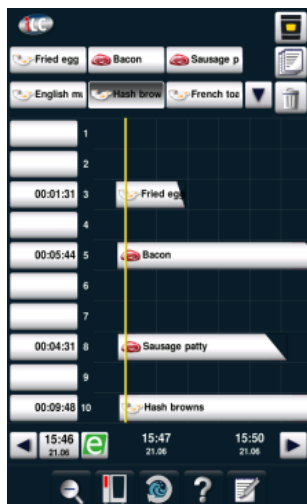 iLC
Fried egg Bacon Sausage p
English mu Hash brow French toa
1
2
00:01:31 3 Fried egg
4
00:05:44 5 Bacon
6
7
00:04:31 8 Sausage patty
9
00:09:48 10 Hash browns
15:46 e 15:47 15:50
21.06 21.06 21.06
?